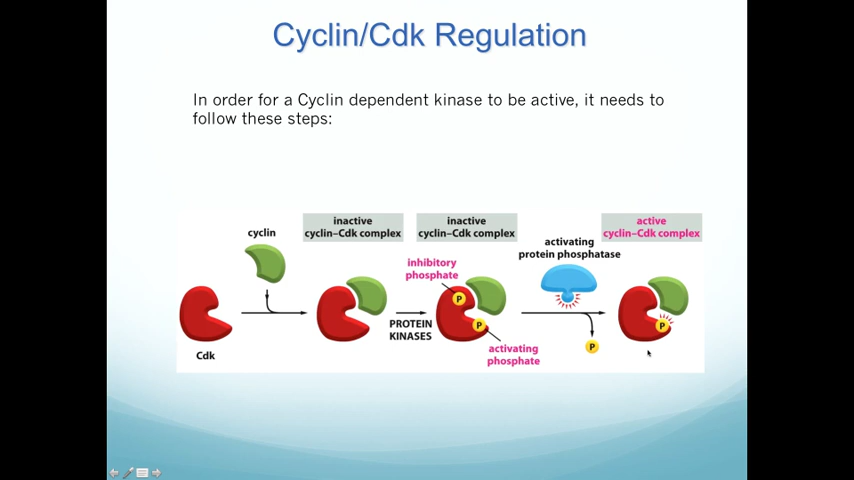 Cyclin/Cdk Regulation
In order for a Cyclin dependent kinase to be active, it needs to
follow these steps:
cyclin
inactive
cyclin–Cdk complex
inactive
cyclin–Cdk complex
activating
protein phosphatase
active
cyclin–Cdk complex
inhibitory
phosphate
P
P
PROTEIN
KINASES
activating
phosphate
P
P
Cdk